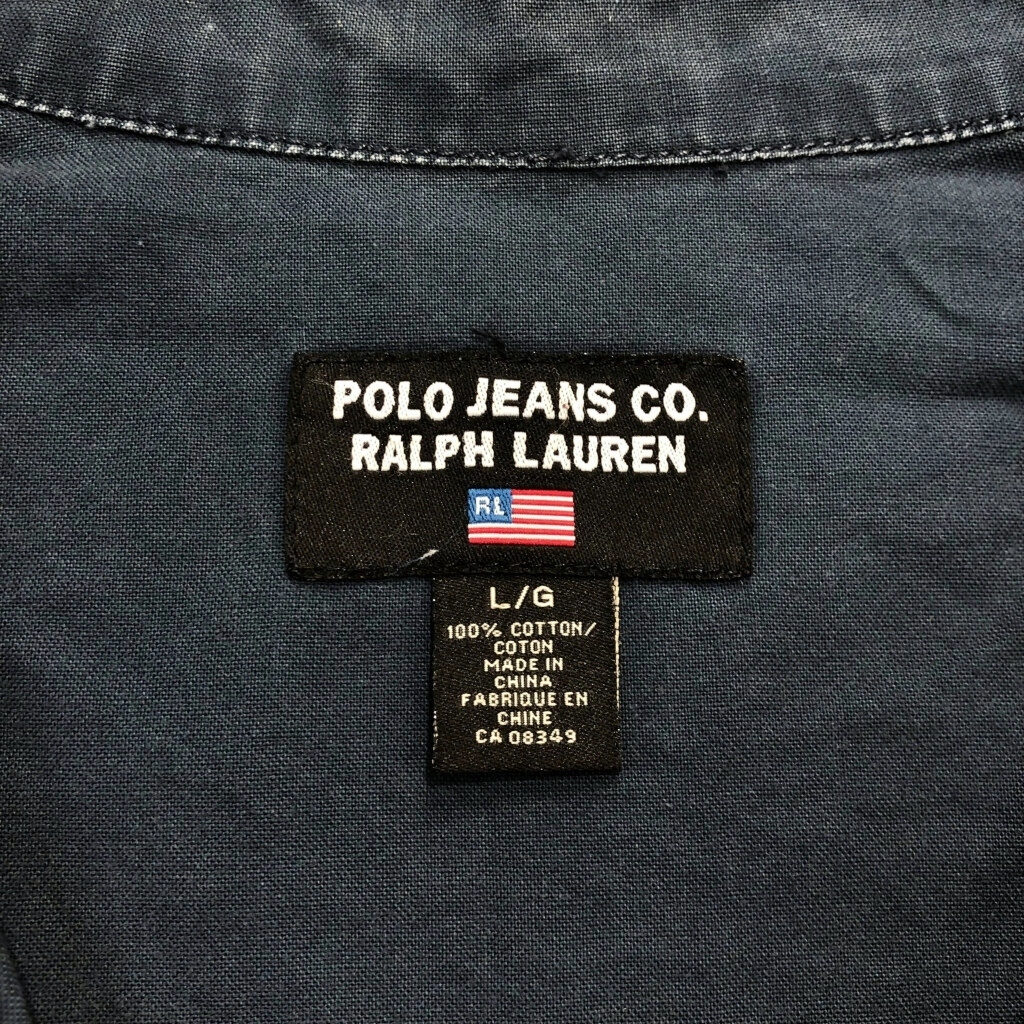 POLO JEANS CO.
RALPH LAUREN
RL
L/G
100% COTTON/
COTON
MADE IN
CHINA
FABRIQUE EN
CHINE
CA 08349